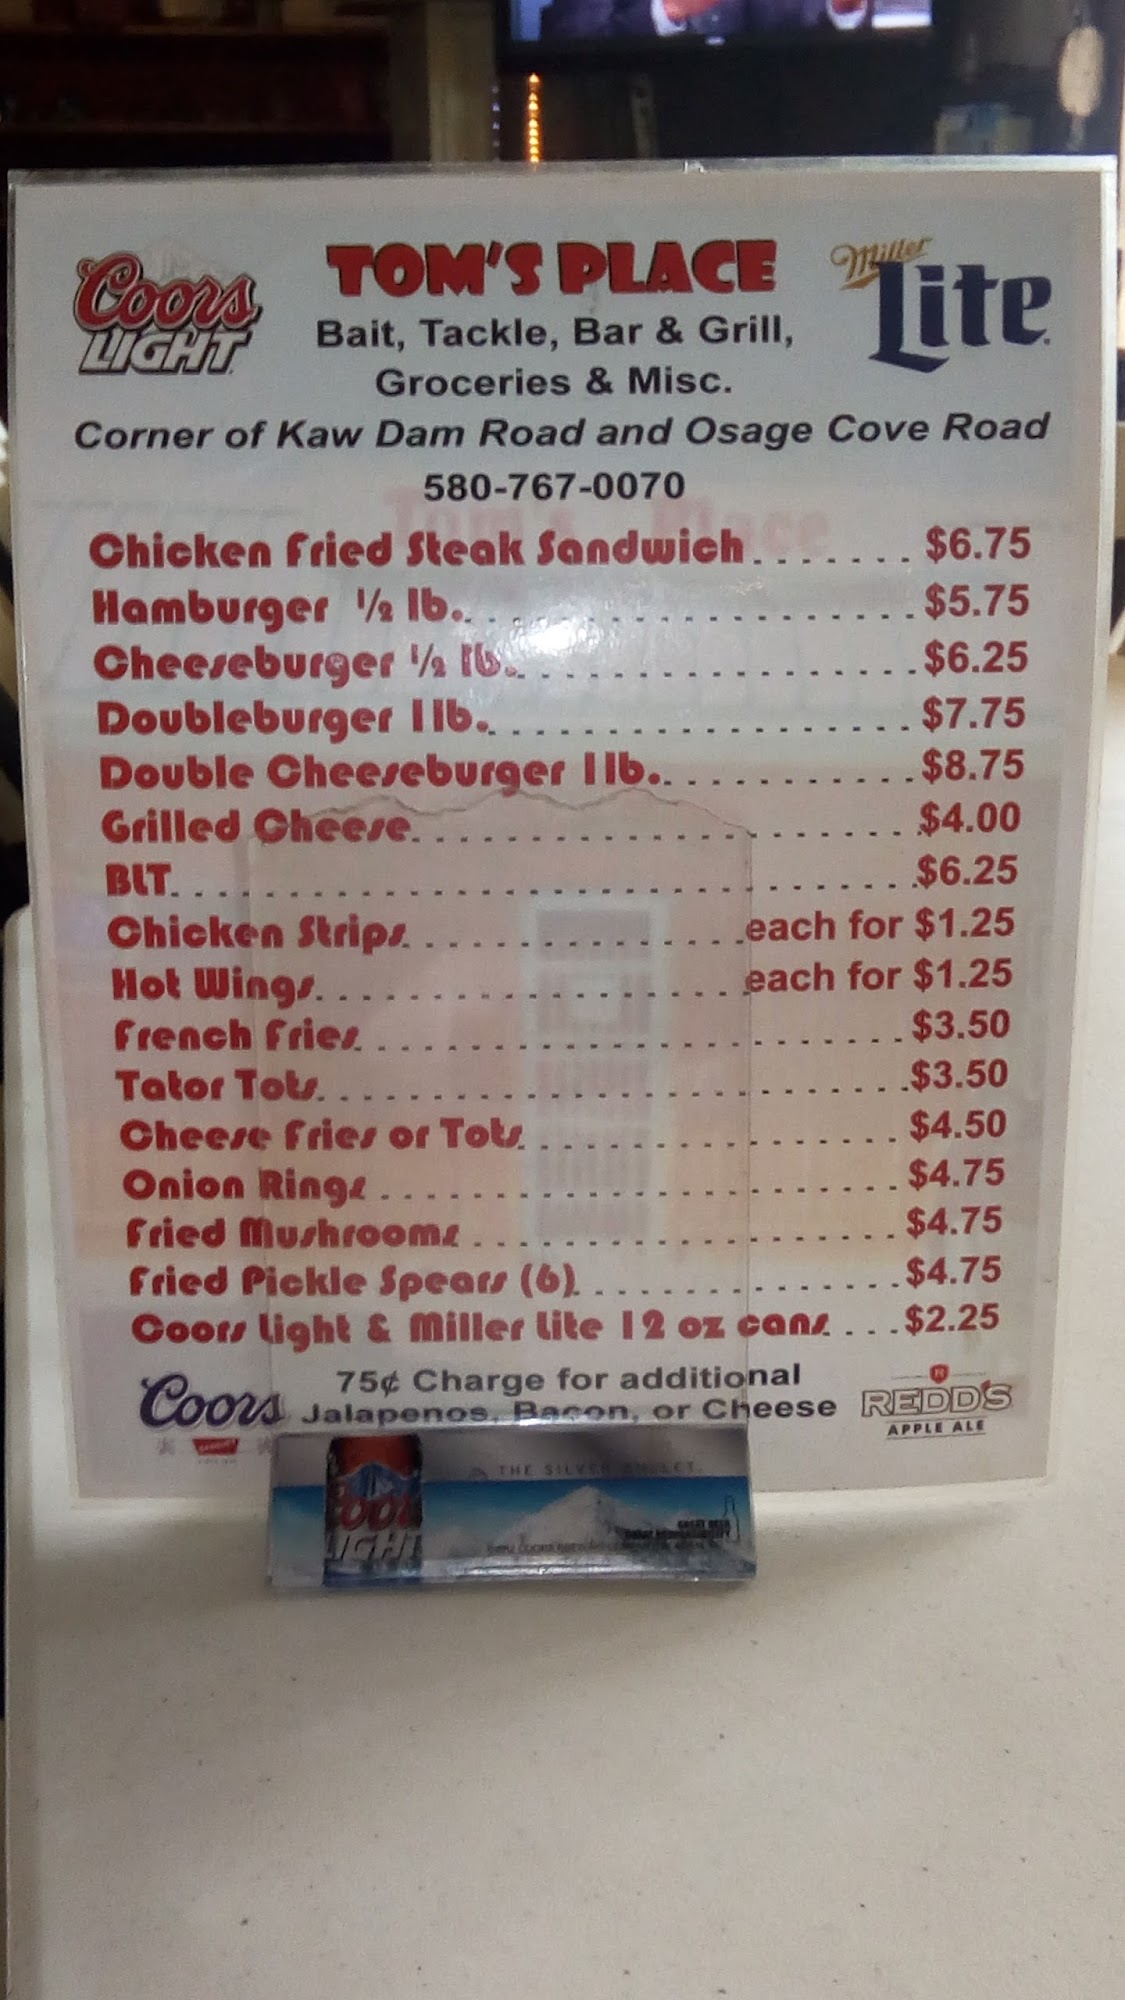 Coors LIGHT
TOM'S PLACE
Miller Lite
Bait, Tackle, Bar & Grill,
Groceries & Misc.
Corner of Kaw Dam Road and Osage Cove Road
580-767-0070
Chicken Fried Steak Sandwich....... $6.75
Hamburger ½ lb.................. $5.75
Cheeseburger ½ lb................ $6.25
Doubleburger 1 lb.................. $7.75
Double Cheeseburger 1 lb............ $8.75
Grilled Cheese....................... $4.00
BLT................................ $6.25
Chicken Strips................each for $1.25
Hot Wings....................each for $1.25
French Fries........................ $3.50
Tator Tots.......................... $3.50
Cheese Fries or Tots................ $4.50
Onion Rings ....................... $4.75
Fried Mushrooms ................... $4.75
Fried Pickle Spears (6).............. $4.75
Coors Light & Miller Lite 12 oz cans.... $2.25
75¢ Charge for additional
Jalapenos, Bacon, or Cheese
Coors
REDD'S
APPLE ALE
THE SILVER BULLET.
COORS LIGHT